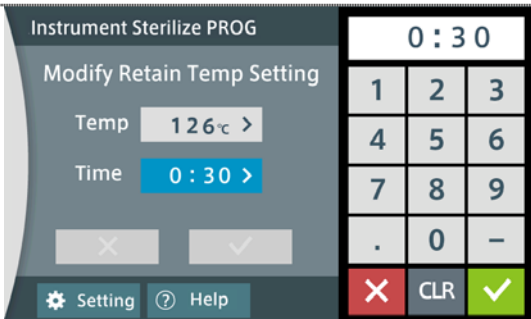 Instrument Sterilize PROG
Modify Retain Temp Setting
Temp 126℃ >
Time 0:30 >
Setting ? Help
0:30
1 2 3
4 5 6
7 8 9
. 0 −
CLR